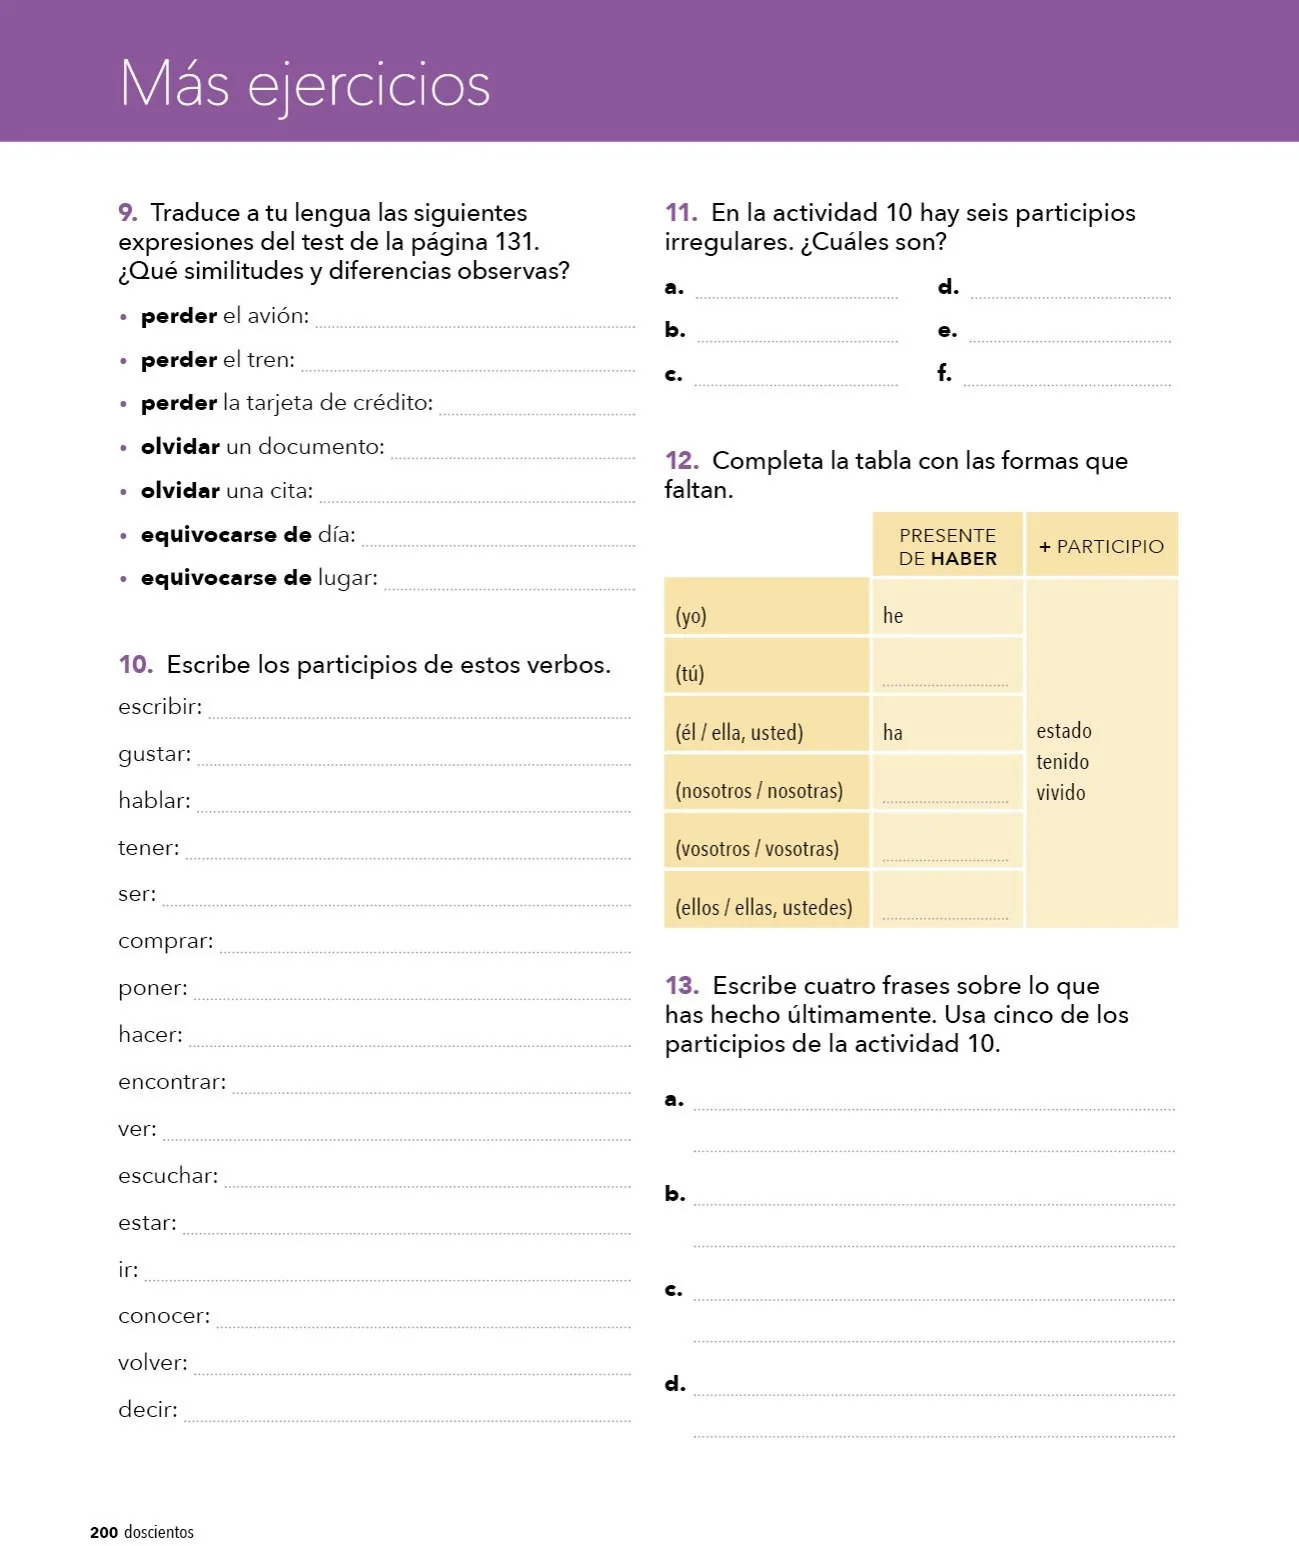 Más ejercicios
9. Traduce a tu lengua las siguientes
expresiones del test de la página 131.
¿Qué similitudes y diferencias observas?
• perder el avión:
• perder el tren:
• perder la tarjeta de crédito:
• olvidar un documento:
• olvidar una cita:
• equivocarse de día:
• equivocarse de lugar:
10. Escribe los participios de estos verbos.
escribir:
gustar:
hablar:
tener:
ser:
comprar:
poner:
hacer:
encontrar:
ver:
escuchar:
estar:
ir:
conocer:
volver:
decir:
11. En la actividad 10 hay seis participios
irregulares. ¿Cuáles son?
a. d.
b. e.
c. f.
12. Completa la tabla con las formas que
faltan.
PRESENTE
DE HABER
+ PARTICIPIO
(yo) he
(tú)
(él / ella, usted) ha
(nosotros / nosotras)
(vosotros / vosotras)
(ellos / ellas, ustedes)
estado
tenido
vivido
13. Escribe cuatro frases sobre lo que
has hecho últimamente. Usa cinco de los
participios de la actividad 10.
a.
b.
c.
d.
200 doscientos